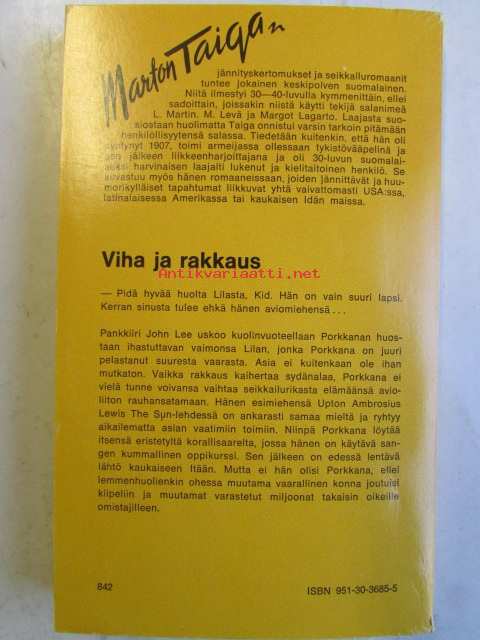 Marton Taigan
jännityskertomukset ja seikkailuromaanit
tuntee jokainen keskipolven suomalainen.
Niitä ilmestyi 30—40-luvulla kymmenittäin, ellei
sadoittain, joissakin niistä käytti tekijä salanimeä
L. Martin, M. Levä ja Margot Lagarto. Laajasta suo-
siostaan huolimatta Taiga onnistui varsin tarkoin pitämään
henkilöllisyytensä salassa. Tiedetään kuitenkin, että hän oli
syntynyt 1907, toimi armeijassa ollessaan tykistövääpelinä ja
sen jälkeen liikkeenharjoittajana ja oli 30-luvun suomalai-
seksi harvinaisen laajalti lukenut ja kielitaitoinen henkilö. Se
kuvastuu myös hänen romaaneissaan, joiden jännittävät ja huu-
morikylläiset tapahtumat liikkuvat yhtä vaivattomasti USA:ssa,
latinalaisessa Amerikassa tai kaukaisen Idän maissa.
Viha ja rakkaus
Antikvariaatti.net
— Pidä hyvää huolta Lilasta, Kid. Hän on vain suuri lapsi.
Kerran sinusta tulee ehkä hänen aviomiehensä...
Pankkiiri John Lee uskoo kuolinvuoteellaan Porkkanan huos-
taan ihastuttavan vaimonsa Lilan, jonka Porkkana on juuri
pelastanut suuresta vaarasta. Asia ei kuitenkaan ole ihan
mutkaton. Vaikka rakkaus kaihertaa sydänalaa, Porkkana ei
vielä tunne voivansa vaihtaa seikkailurikasta elämäänsä avio-
liiton rauhansatamaan. Hänen esimiehensä Upton Ambrosius
Lewis The Sun-lehdessä on ankarasti samaa mieltä ja ryhtyy
aikailematta asian vaatimiin toimiin. Niinpä Porkkana löytää
itsensä eristetyltä korallisaarelta, jossa hänen on käytävä san-
gen kummallinen oppikurssi. Sen jälkeen on edessä lentävä
lähtö kaukaiseen Itään. Mutta ei hän olisi Porkkana, ellei
lemmenhuolienkin ohessa muutama vaarallinen konna joutuisi
kiipeliin ja muutamat varastetut miljoonat takaisin oikeille
omistajilleen.
842
ISBN 951-30-3685-5